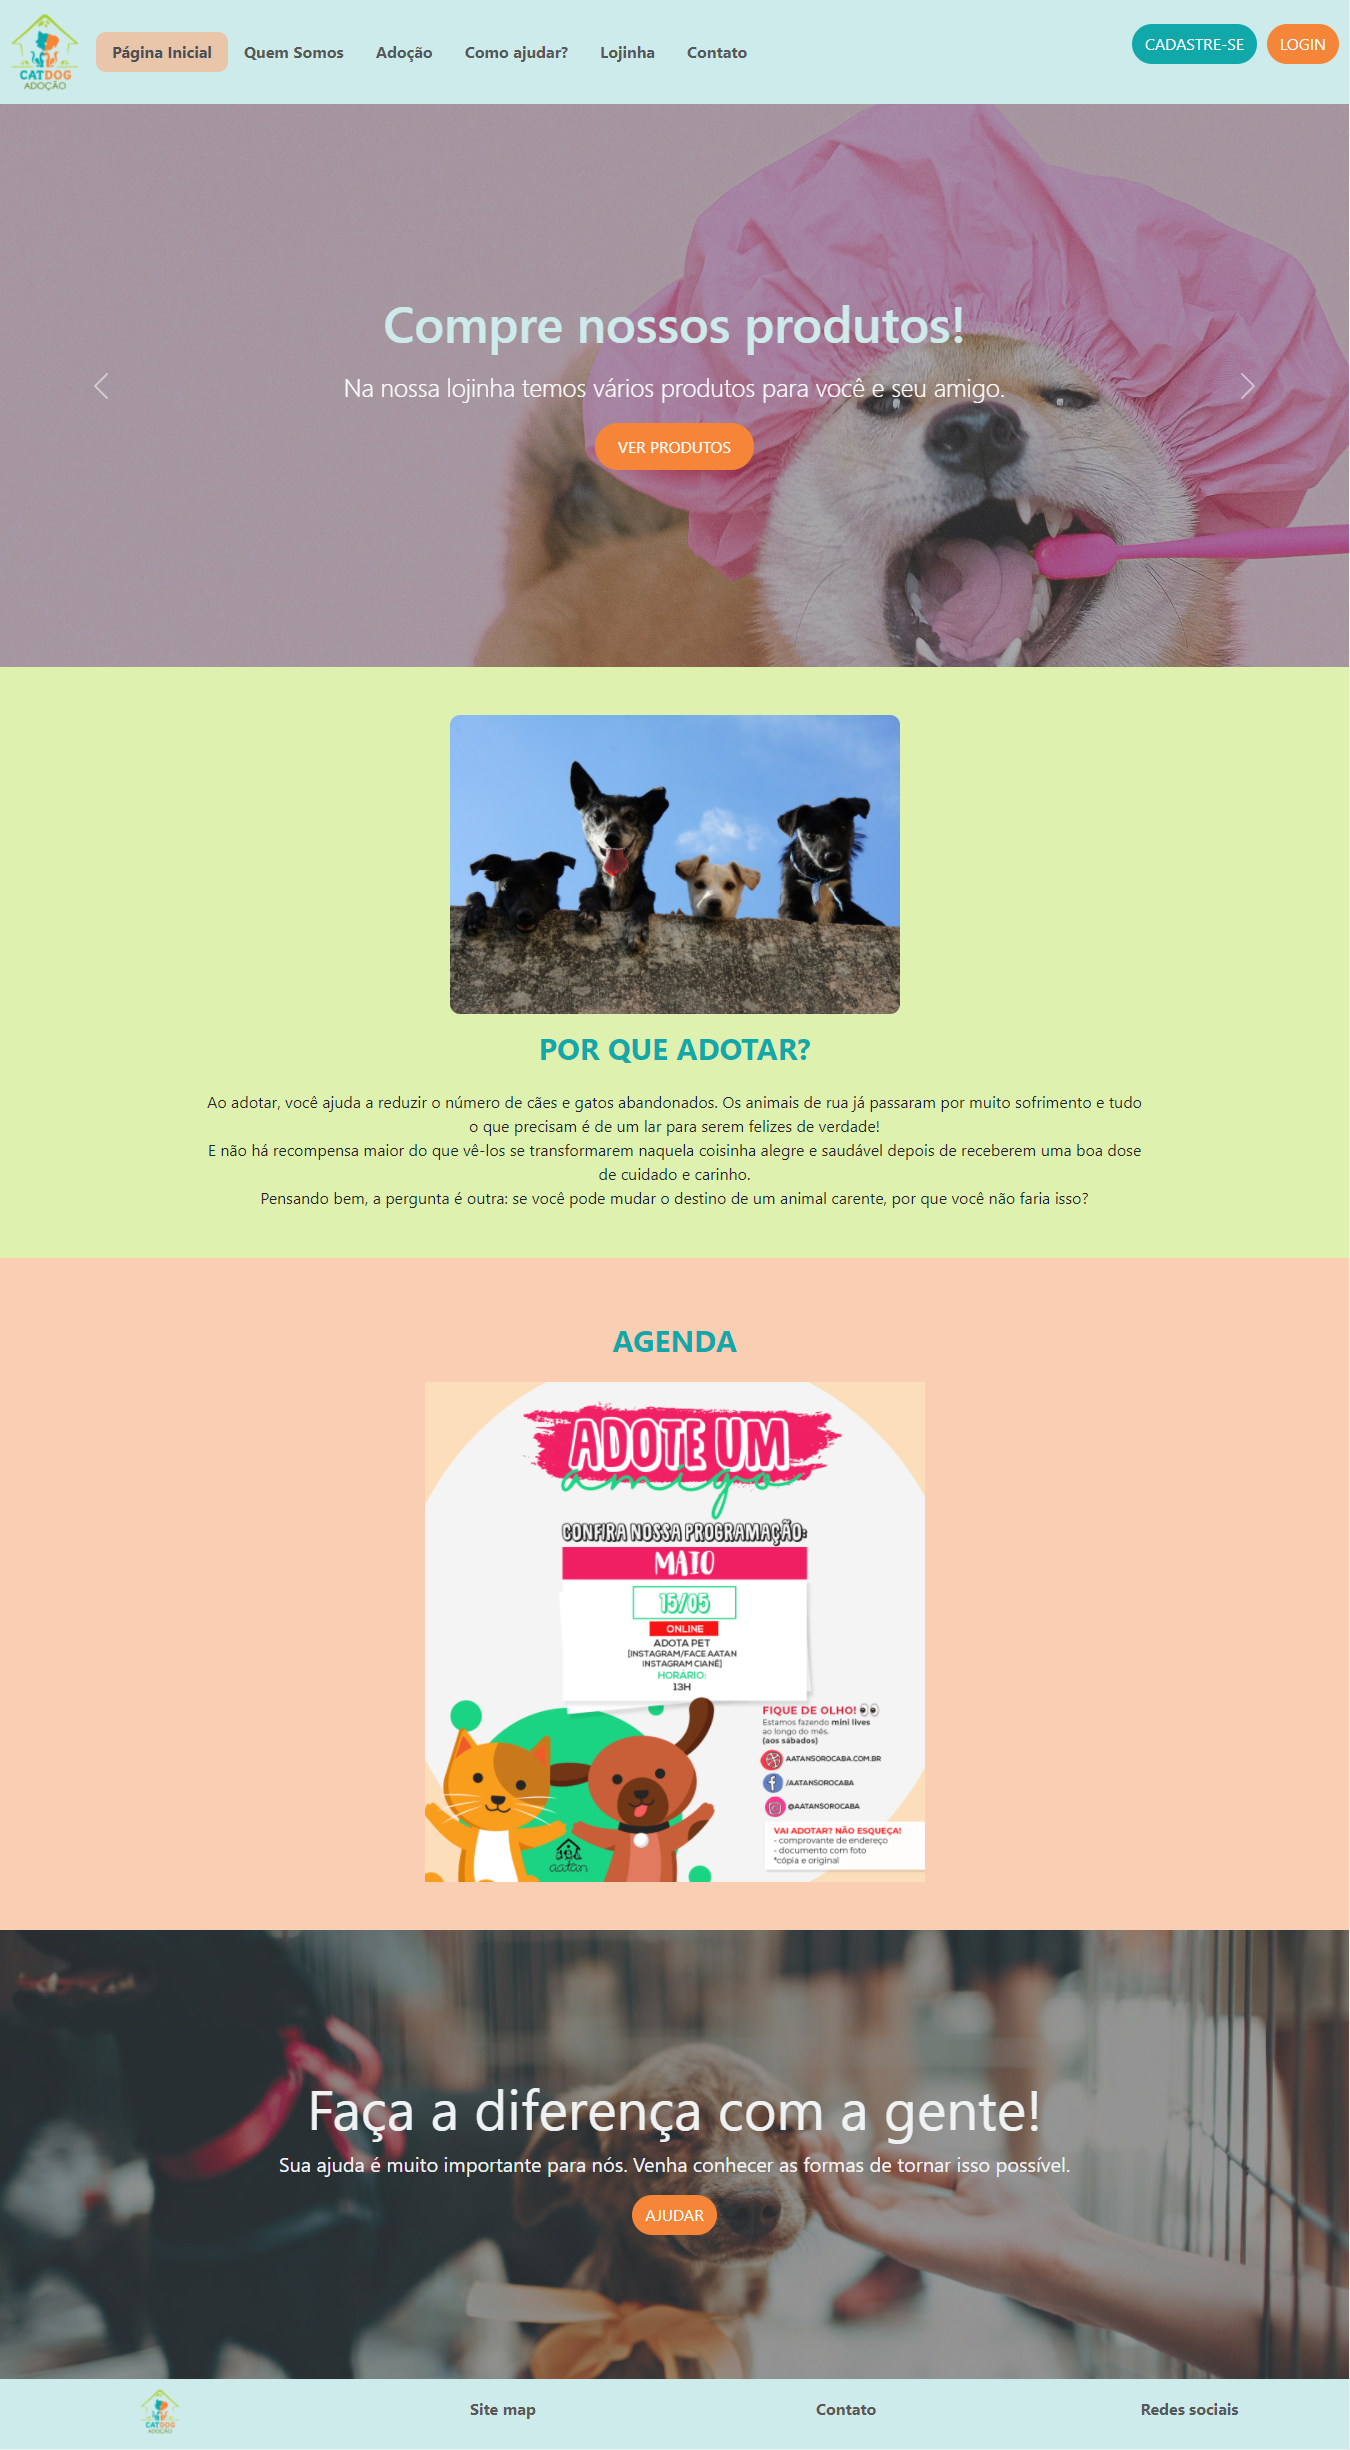 CATDOG
ADOÇÃO
Página Inicial
Quem Somos
Adoção
Como ajudar?
Lojinha
Contato
CADASTRE-SE
LOGIN
Compre nossos produtos!
Na nossa lojinha temos vários produtos para você e seu amigo.
VER PRODUTOS
POR QUE ADOTAR?
Ao adotar, você ajuda a reduzir o número de cães e gatos abandonados. Os animais de rua já passaram por muito sofrimento e tudo
o que precisam é de um lar para serem felizes de verdade!
E não há recompensa maior do que vê-los se transformarem naquela coisinha alegre e saudável depois de receberem uma boa dose
de cuidado e carinho.
Pensando bem, a pergunta é outra: se você pode mudar o destino de um animal carente, por que você não faria isso?
AGENDA
ADOTE UM
amigo
CONFIRA NOSSA PROGRAMAÇÃO:
MAIO
15/05
ONLINE
ADOTA PET
[INSTAGRAM/FACE AATAN
INSTAGRAM CIANÊ]
HORÁRIO:
13H
FIQUE DE OLHO!
Estamos fazendo mini lives
ao longo do mês.
(aos sábados)
AATANSOROCABA.COM.BR
/AATANSOROCABA
@AATANSOROCABA
VAI ADOTAR? NÃO ESQUEÇA!
- comprovante de endereço
- documento com foto
*cópia e original
aatan
Faça a diferença com a gente!
Sua ajuda é muito importante para nós. Venha conhecer as formas de tornar isso possível.
AJUDAR
CATDOG
ADOÇÃO
Site map
Contato
Redes sociais